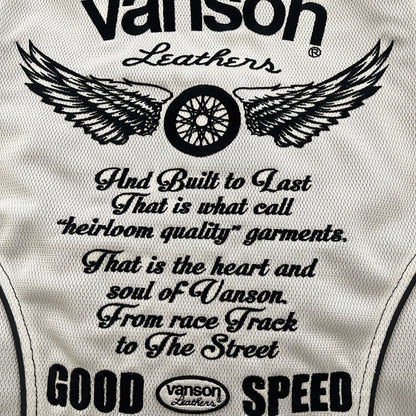 vanson®
Leathers
And Built to Last
That is what call
“heirloom quality” garments.
That is the heart and
soul of Vanson.
From race Track
to The Street
GOOD vanson Leathers® SPEED